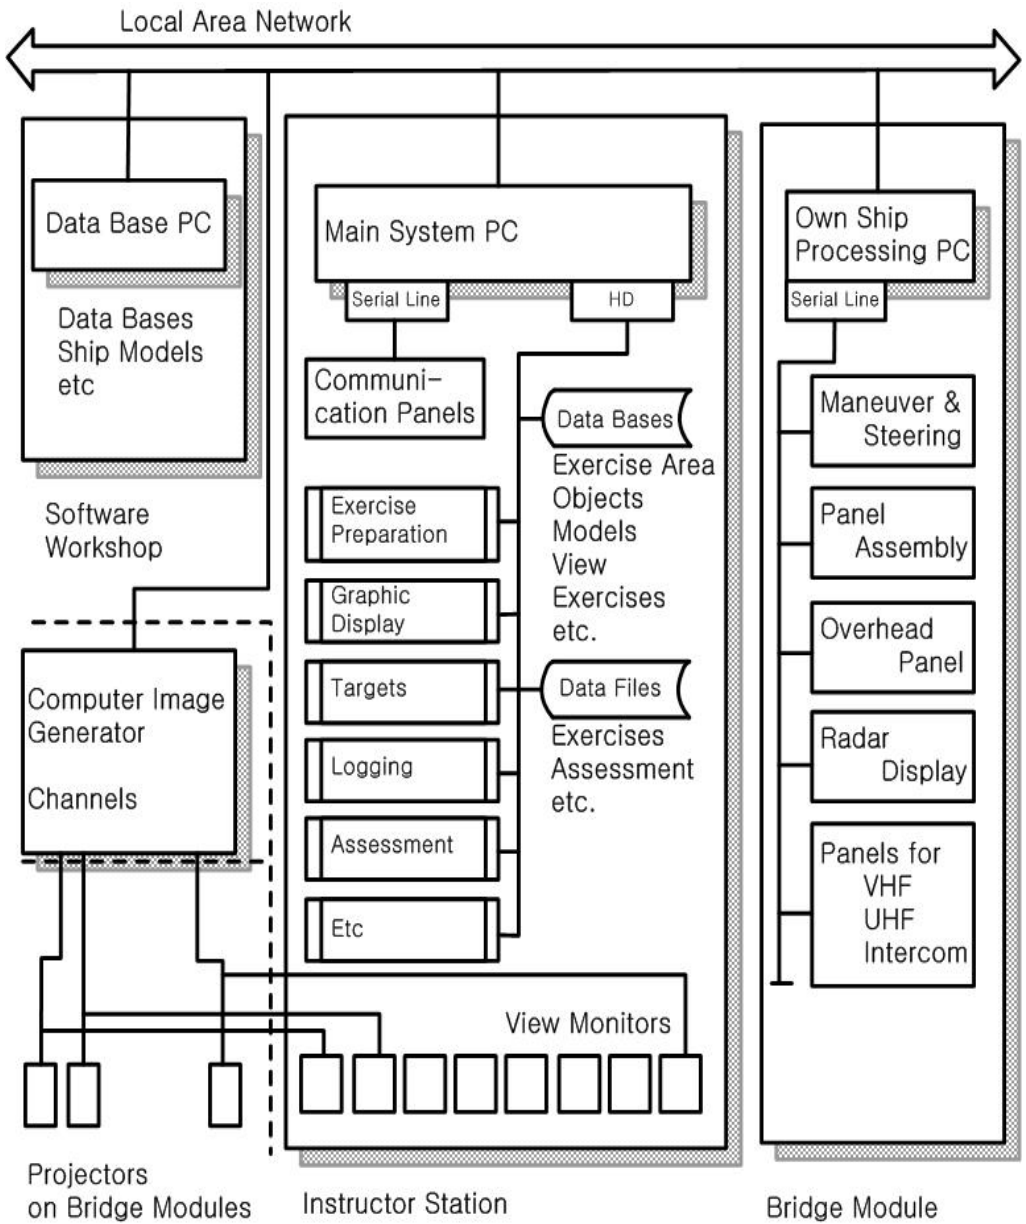 Local Area Network
Data Base PC
Data Bases
Ship Models
etc
Software
Workshop
Computer Image
Generator
Channels
Projectors
on Bridge Modules
Main System PC
Serial Line
HD
Communi-
cation Panels
Data Bases
Exercise Area
Objects
Models
View
Exercises
etc.
Exercise
Preparation
Graphic
Display
Targets
Data Files
Exercises
Assessment
etc.
Logging
Assessment
Etc
View Monitors
Instructor Station
Own Ship
Processing PC
Serial Line
Maneuver &
Steering
Panel
Assembly
Overhead
Panel
Radar
Display
Panels for
VHF
UHF
Intercom
Bridge Module